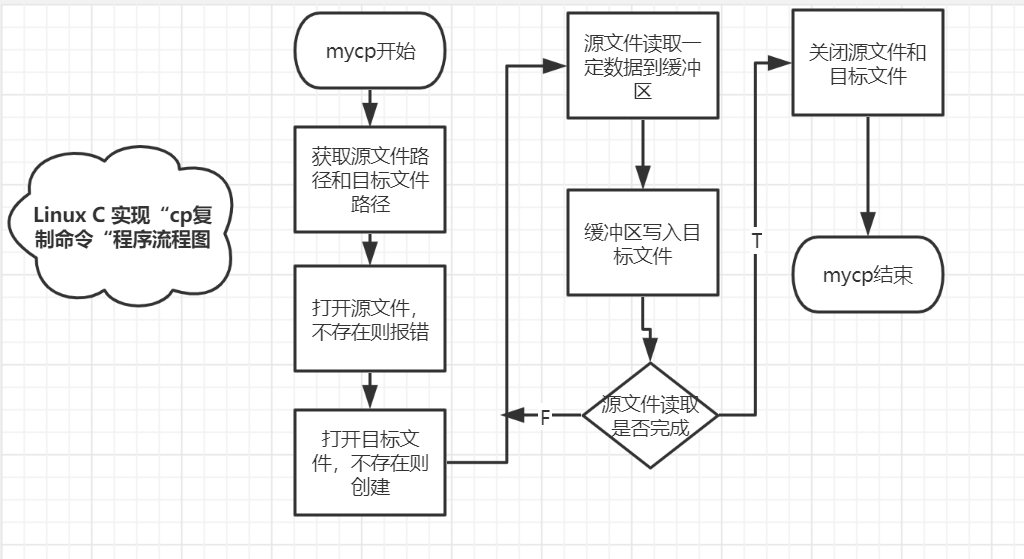 Linux C 实现“cp复
制命令“程序流程图
mycp开始
获取源文件路
径和目标文件
路径
打开源文件，
不存在则报错
打开目标文
件，不存在则
创建
源文件读取一
定数据到缓冲
区
缓冲区写入目
标文件
源文件读取
是否完成
F
T
关闭源文件和
目标文件
mycp结束